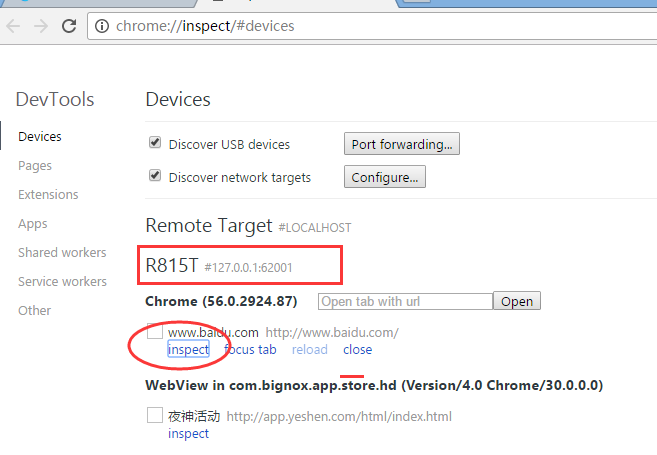 chrome://inspect/#devices
DevTools
Devices
Pages
Extensions
Apps
Shared workers
Service workers
Other
Devices
Discover USB devices
Port forwarding...
Discover network targets
Configure...
Remote Target #LOCALHOST
R815T #127.0.0.1:62001
Chrome (56.0.2924.87)
Open tab with url
Open
www.baidu.com http://www.baidu.com/
inspect focus tab reload close
WebView in com.bignox.app.store.hd (Version/4.0 Chrome/30.0.0.0)
夜神活动 http://app.yeshen.com/html/index.html
inspect